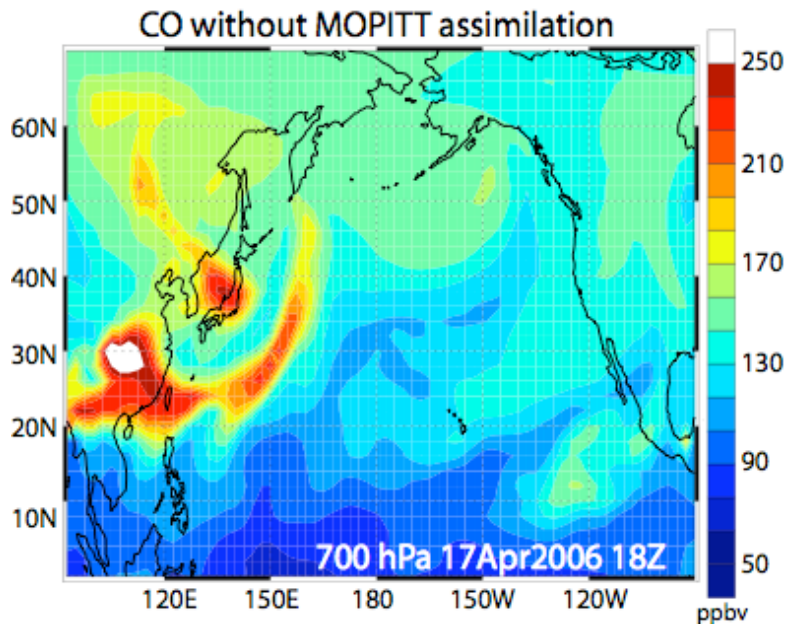 CO without MOPITT assimilation
250
210
170
130
90
50
ppbv
60N
50N
40N
30N
20N
10N
700 hPa 17Apr2006 18Z
120E 150E 180 150W 120W